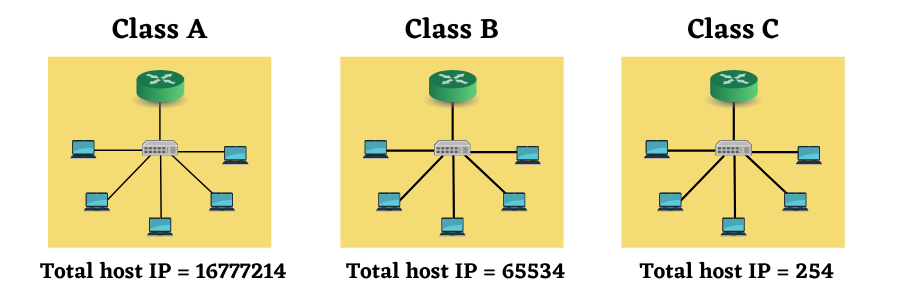 Class A
Class B
Class C
Total host IP = 16777214
Total host IP = 65534
Total host IP = 254